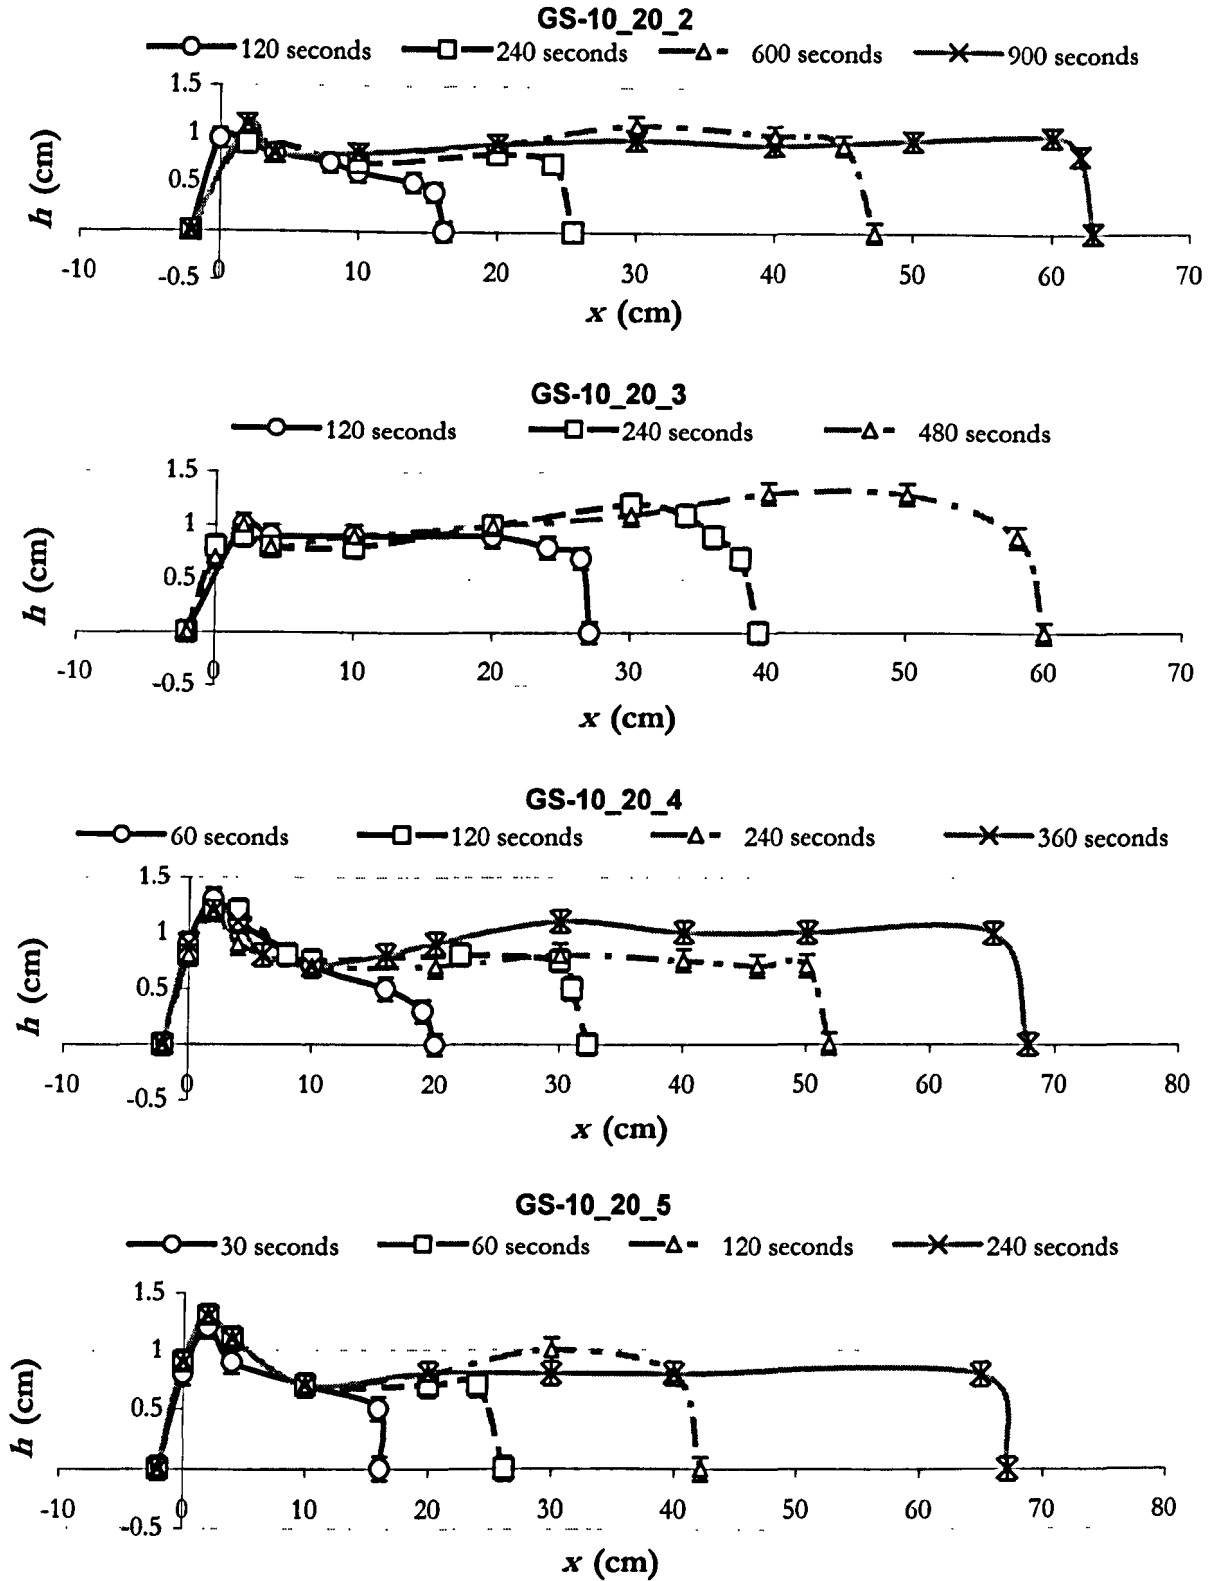 GS-10_20_2
120 seconds 240 seconds 600 seconds 900 seconds
1.5
1
0.5
-0.5
h (cm)
-10 0 10 20 30 40 50 60 70
x (cm)
GS-10_20_3
120 seconds 240 seconds 480 seconds
1.5
1
0.5
-0.5
h (cm)
-10 0 10 20 30 40 50 60 70
x (cm)
GS-10_20_4
60 seconds 120 seconds 240 seconds 360 seconds
1.5
1
0.5
-0.5
h (cm)
-10 0 10 20 30 40 50 60 70 80
x (cm)
GS-10_20_5
30 seconds 60 seconds 120 seconds 240 seconds
1.5
1
0.5
-0.5
h (cm)
-10 0 10 20 30 40 50 60 70 80
x (cm)